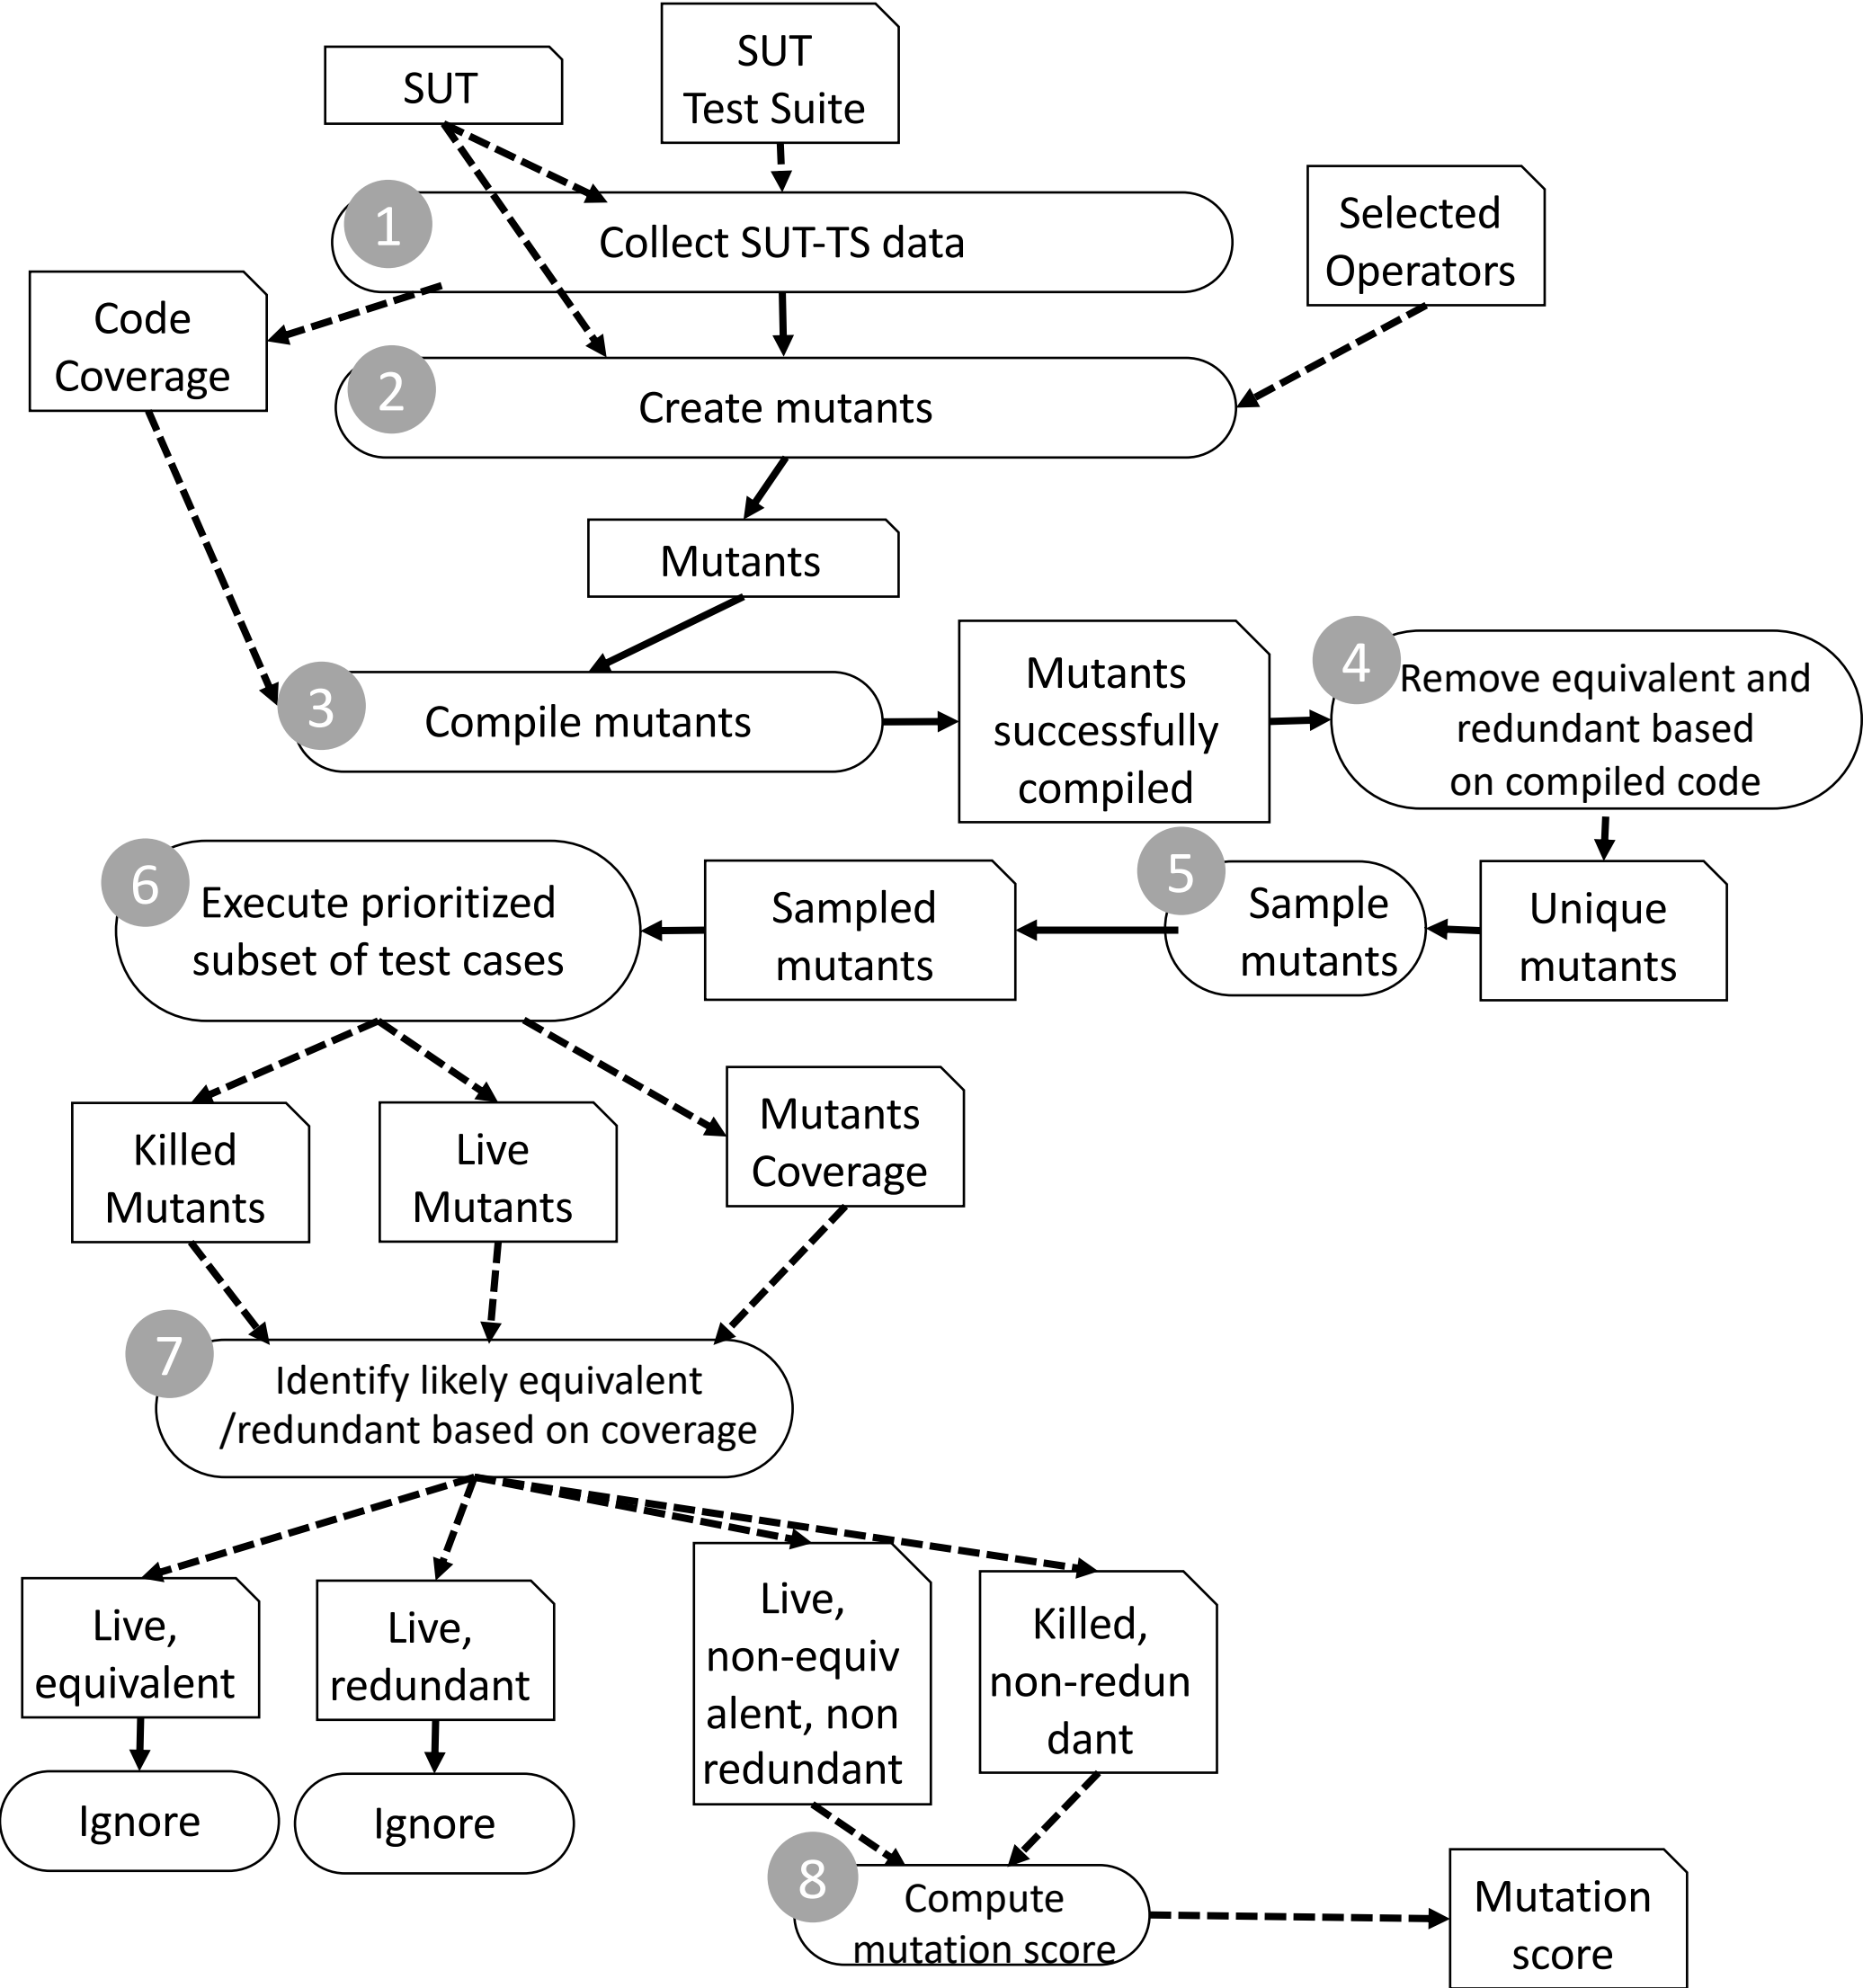 SUT
SUT
Test Suite
1
Collect SUT-TS data
Selected
Operators
Code
Coverage
2
Create mutants
Mutants
3
Compile mutants
Mutants
successfully
compiled
4
Remove equivalent and
redundant based
on compiled code
6
Execute prioritized
subset of test cases
Sampled
mutants
5
Sample
mutants
Unique
mutants
Killed
Mutants
Live
Mutants
Mutants
Coverage
7
Identify likely equivalent
/redundant based on coverage
Live,
equivalent
Live,
redundant
Live,
non-equiv
alent, non
redundant
Killed,
non-redun
dant
Ignore
Ignore
8
Compute
mutation score
Mutation
score